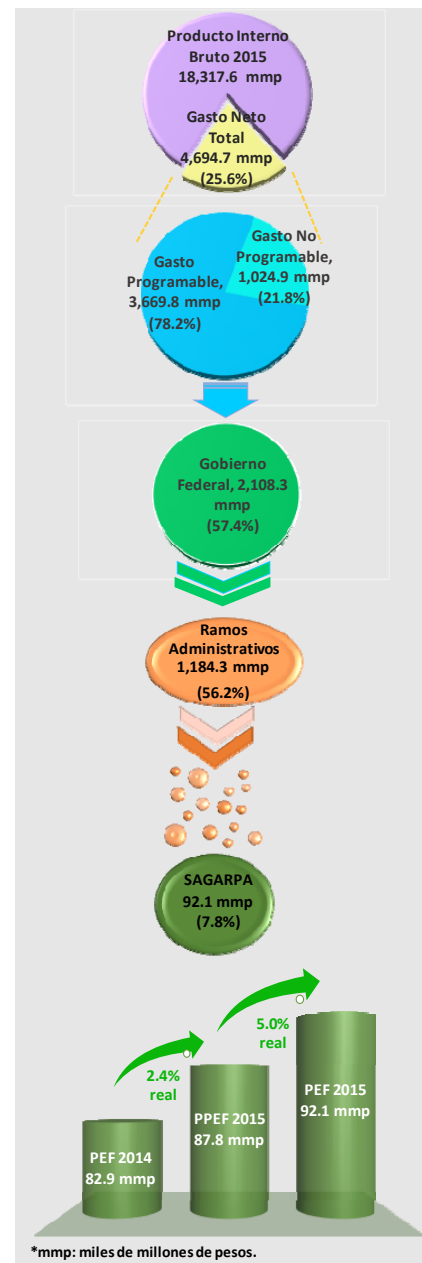 Producto Interno
Bruto 2015
18,317.6 mmp
Gasto Neto
Total
4,694.7 mmp
(25.6%)
Gasto No
Programable,
1,024.9 mmp
(21.8%)
Gasto
Programable,
3,669.8 mmp
(78.2%)
Gobierno
Federal, 2,108.3
mmp
(57.4%)
Ramos
Administrativos
1,184.3 mmp
(56.2%)
SAGARPA
92.1 mmp
(7.8%)
5.0%
real
2.4%
real
PEF 2015
92.1 mmp
PPEF 2015
87.8 mmp
PEF 2014
82.9 mmp
*mmp: miles de millones de pesos.